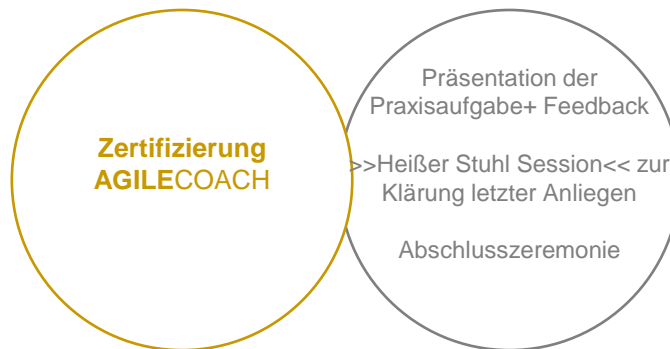 Zertifizierung
AGILECOACH
Präsentation der
Praxisaufgabe+ Feedback
>>Heißer Stuhl Session<< zur
Klärung letzter Anliegen
Abschlusszeremonie